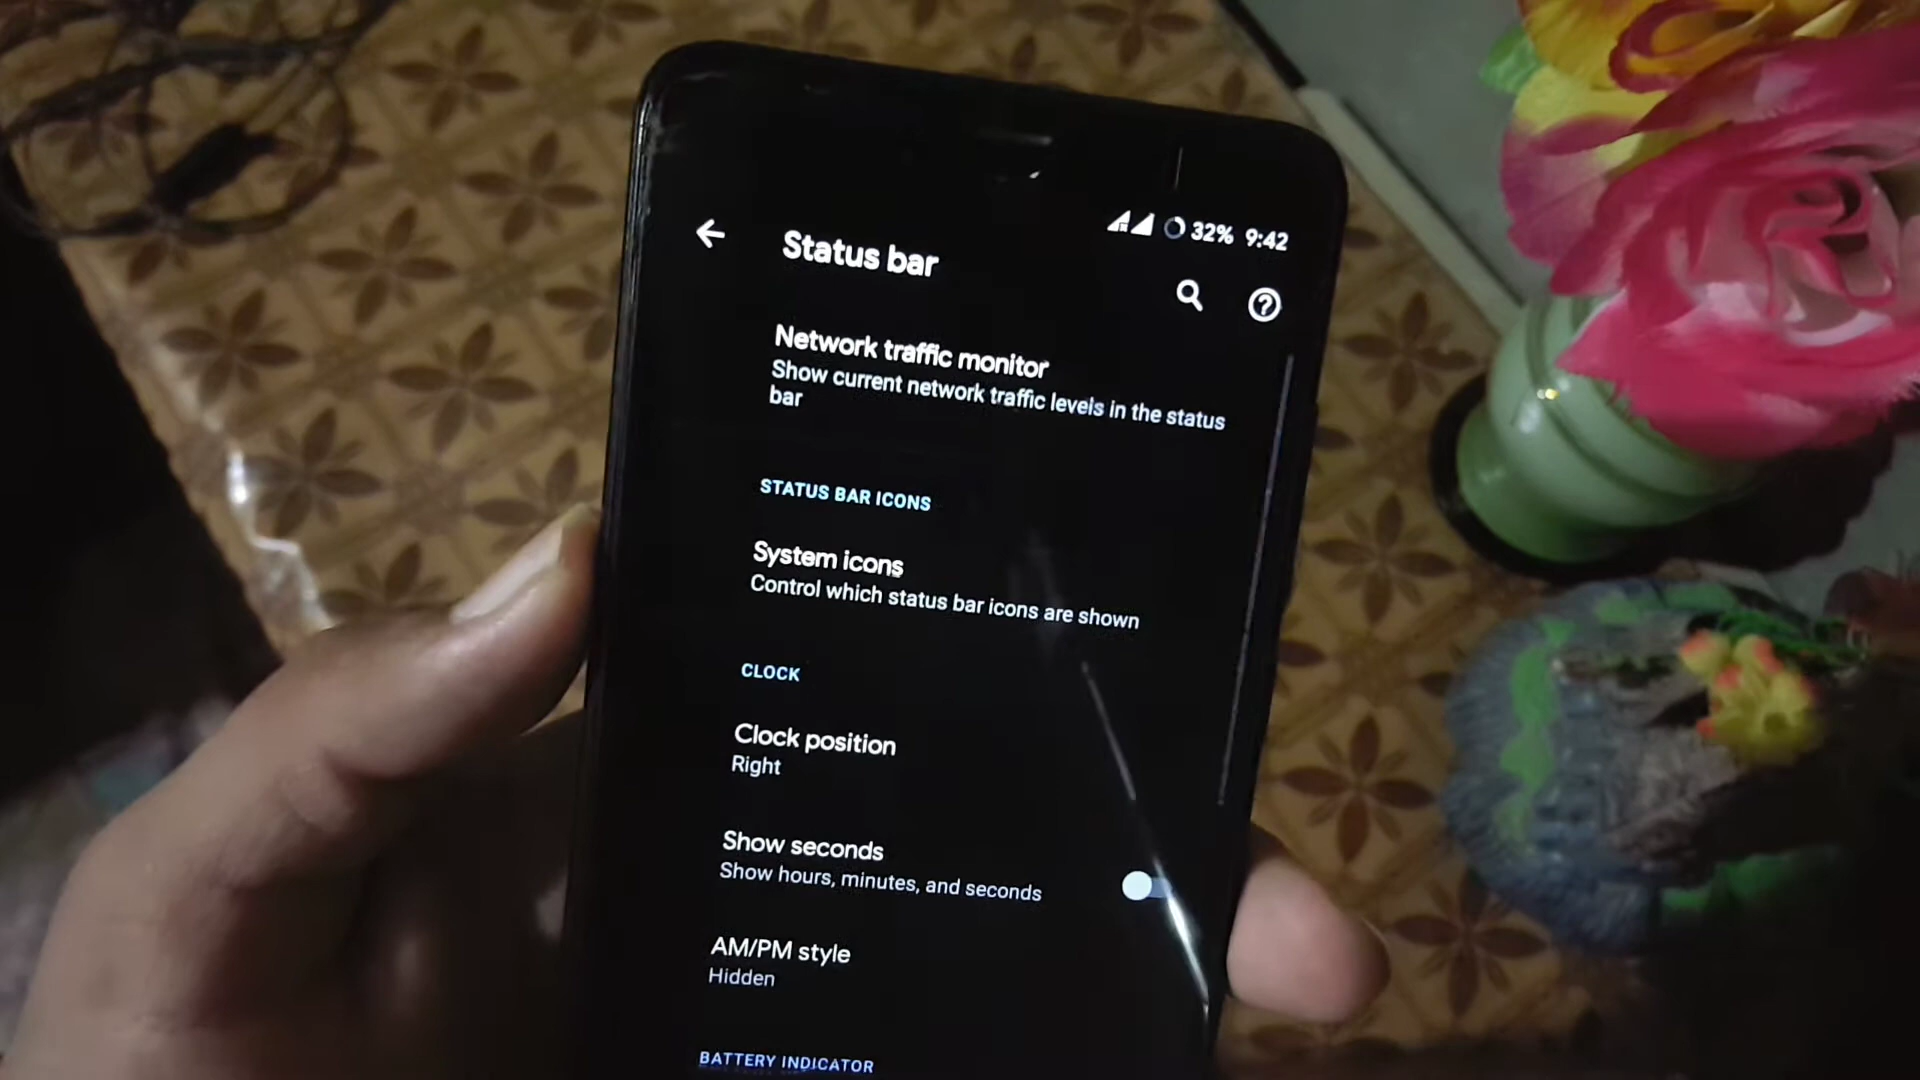 32% 9:42
Status bar
Network traffic monitor
Show current network traffic levels in the status
bar
STATUS BAR ICONS
System icons
Control which status bar icons are shown
CLOCK
Clock position
Right
Show seconds
Show hours, minutes, and seconds
AM/PM style
Hidden
BATTERY INDICATOR